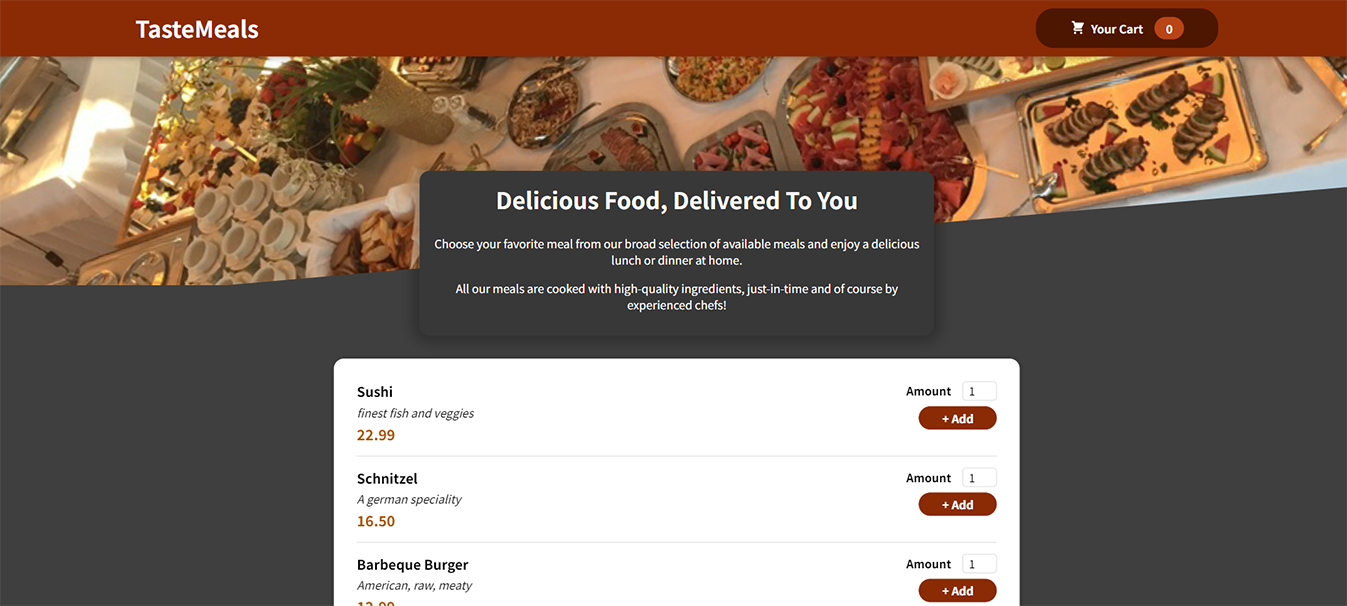 TasteMeals
Your Cart 0
Delicious Food, Delivered To You
Choose your favorite meal from our broad selection of available meals and enjoy a delicious
lunch or dinner at home.
All our meals are cooked with high-quality ingredients, just-in-time and of course by
experienced chefs!
Sushi
Amount 1
finest fish and veggies
+ Add
22.99
Schnitzel
Amount 1
A german speciality
+ Add
16.50
Barbeque Burger
Amount 1
American, raw, meaty
+ Add